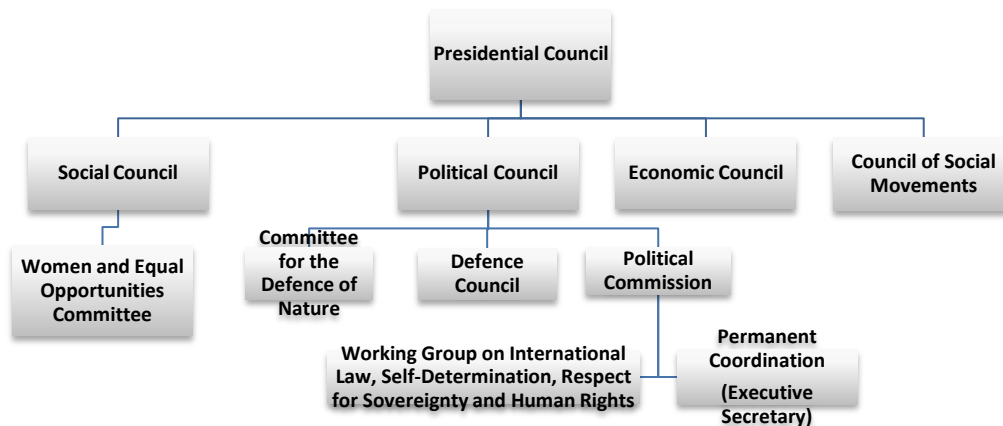 Presidential Council
Social Council
Political Council
Economic Council
Council of Social
Movements
Women and Equal
Opportunities
Committee
Committee
for the
Defence of
Nature
Defence
Council
Political
Commission
Working Group on International
Law, Self-Determination, Respect
for Sovereignty and Human Rights
Permanent
Coordination
(Executive
Secretary)